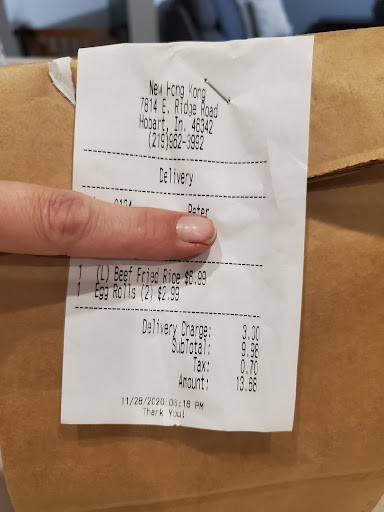 New Hong Kong
7814 E. Ridge Road
Hobart, In. 46342
(219)962-3992
Delivery
Peter
1 (L) Beef Fried Rice $6.99
1 Egg Rolls (2) $2.99
Delivery Charge: 3.00
SubTotal: 9.98
Tax: 0.70
Amount: 13.68
11/28/2020 06:16 PM
Thank You!